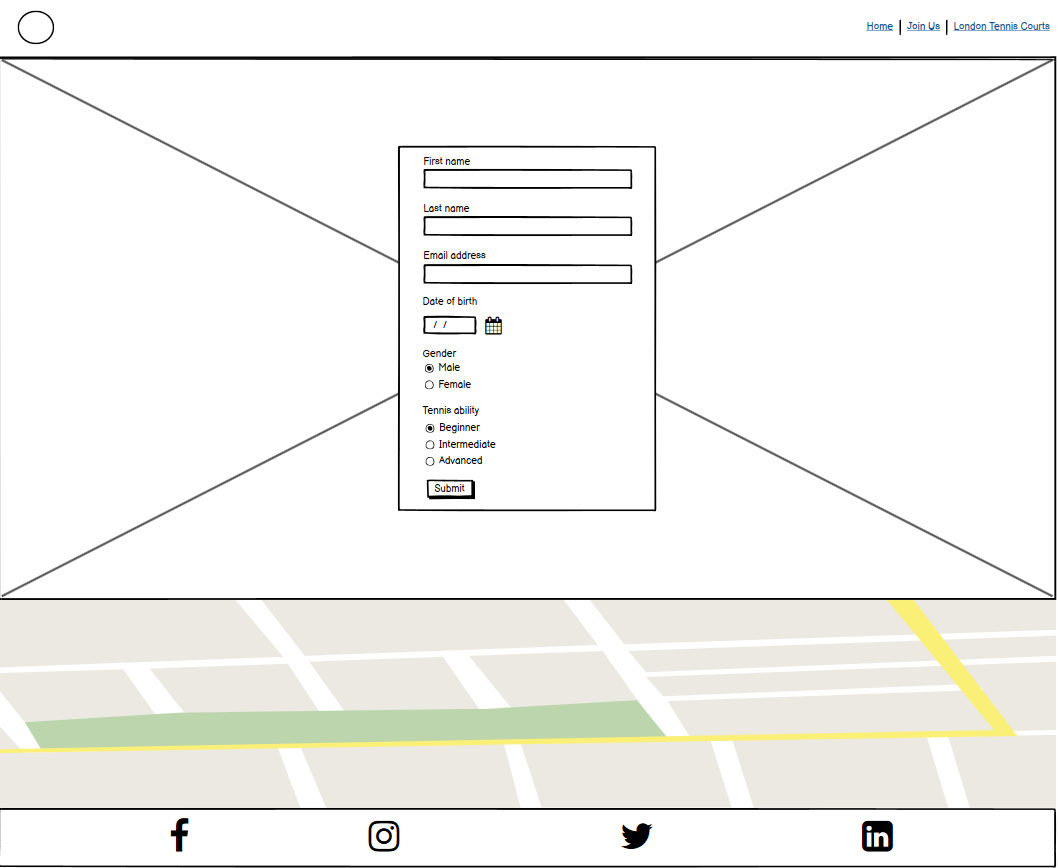 Home | Join Us | London Tennis Courts
First name
Last name
Email address
Date of birth
/ /
Gender
Male
Female
Tennis ability
Beginner
Intermediate
Advanced
Submit